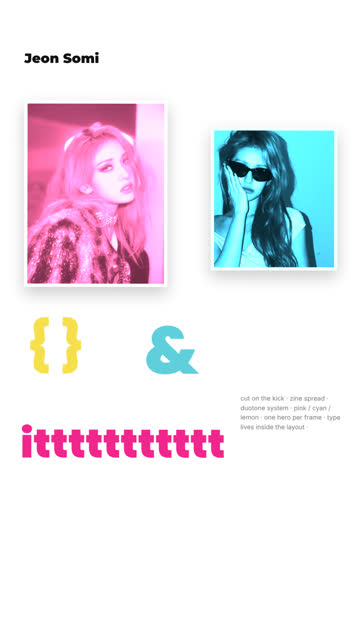 Jeon Somi
{} &
cut on the kick · zine spread ·
duotone system · pink / cyan /
lemon · one hero per frame · type
lives inside the layout ·
itttttttttttt